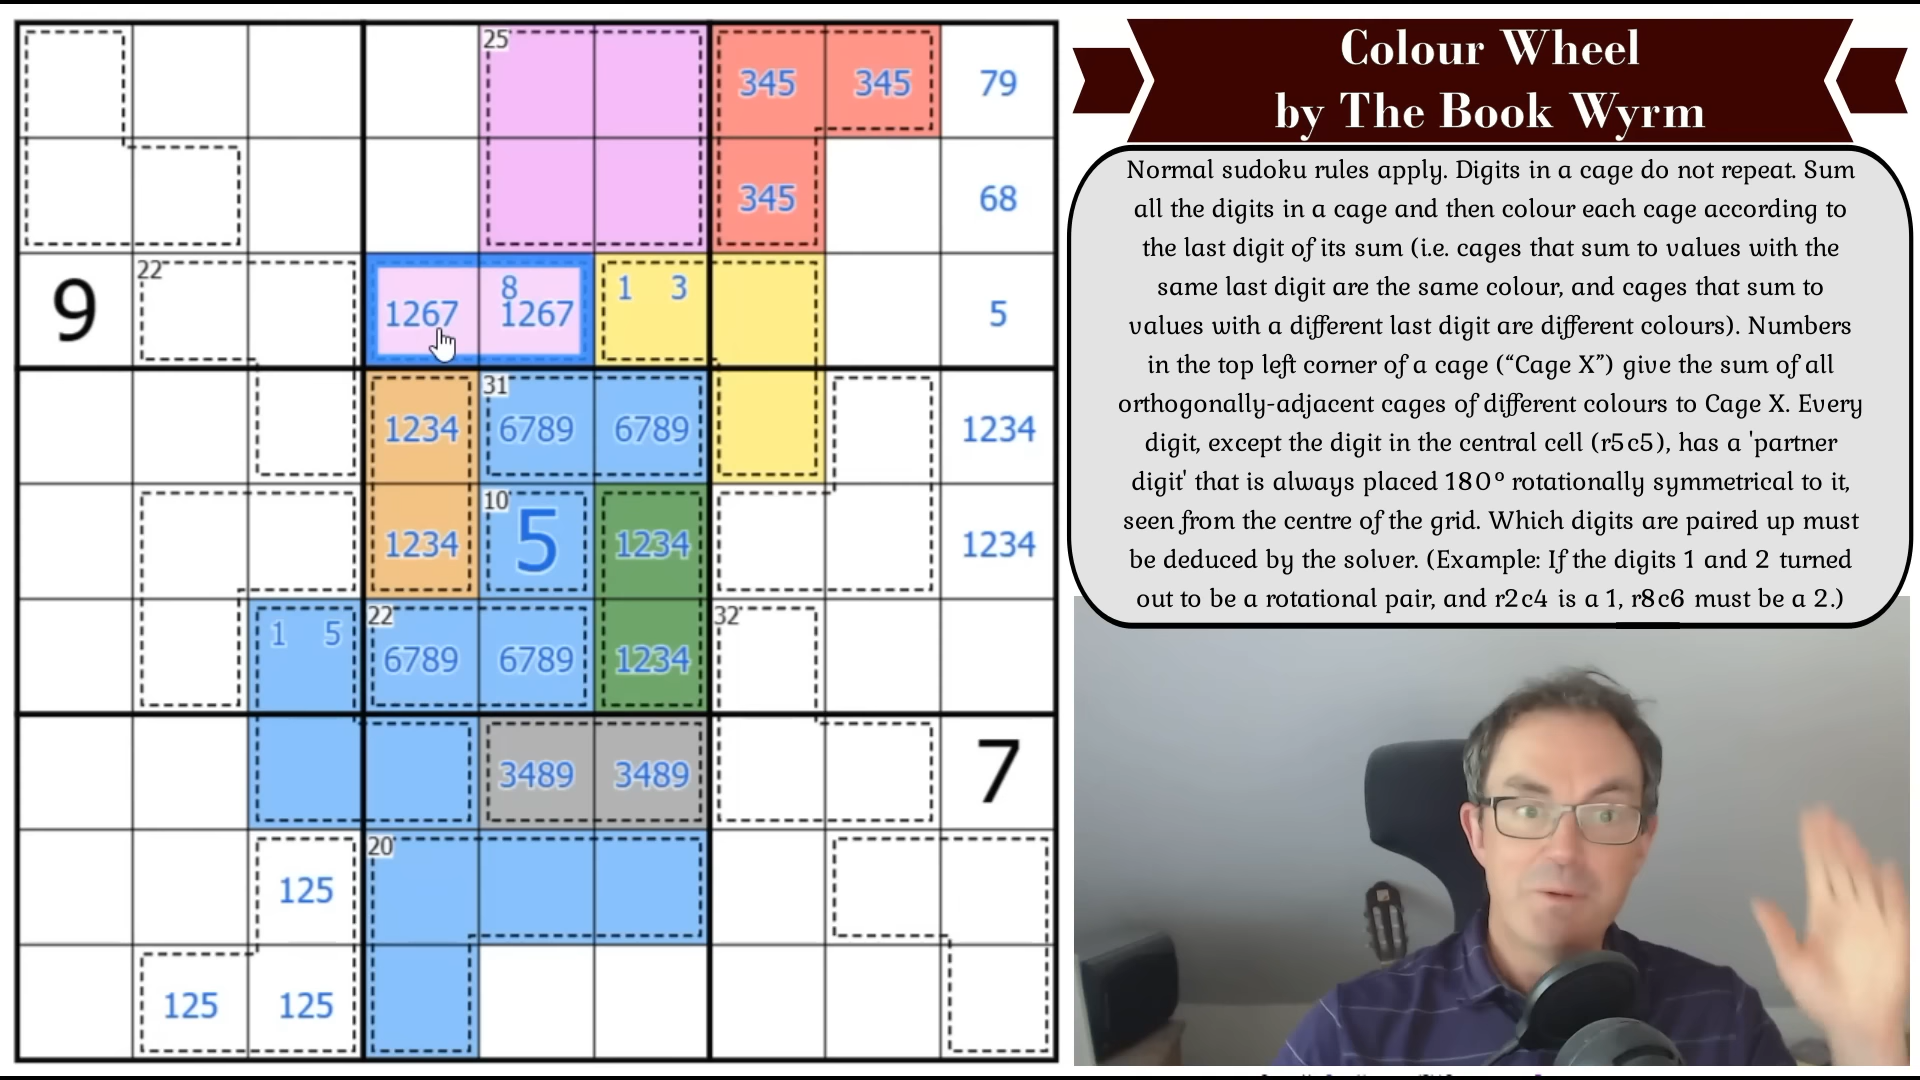 25
345 345 79
345 68
9 22 1267 8 1267 1 3 5
1234 31 6789 6789 1234
1234 10 5 1234 1234
1 5 22 6789 6789 1234 32
3489 3489 7
125 20
125 125
Colour Wheel
by The Book Wyrm
Normal sudoku rules apply. Digits in a cage do not repeat. Sum
all the digits in a cage and then colour each cage according to
the last digit of its sum (i.e. cages that sum to values with the
same last digit are the same colour, and cages that sum to
values with a different last digit are different colours). Numbers
in the top left corner of a cage (“Cage X”) give the sum of all
orthogonally-adjacent cages of different colours to Cage X. Every
digit, except the digit in the central cell (r5c5), has a 'partner
digit' that is always placed 180º rotationally symmetrical to it,
seen from the centre of the grid. Which digits are paired up must
be deduced by the solver. (Example: If the digits 1 and 2 turned
out to be a rotational pair, and r2c4 is a 1, r8c6 must be a 2.)